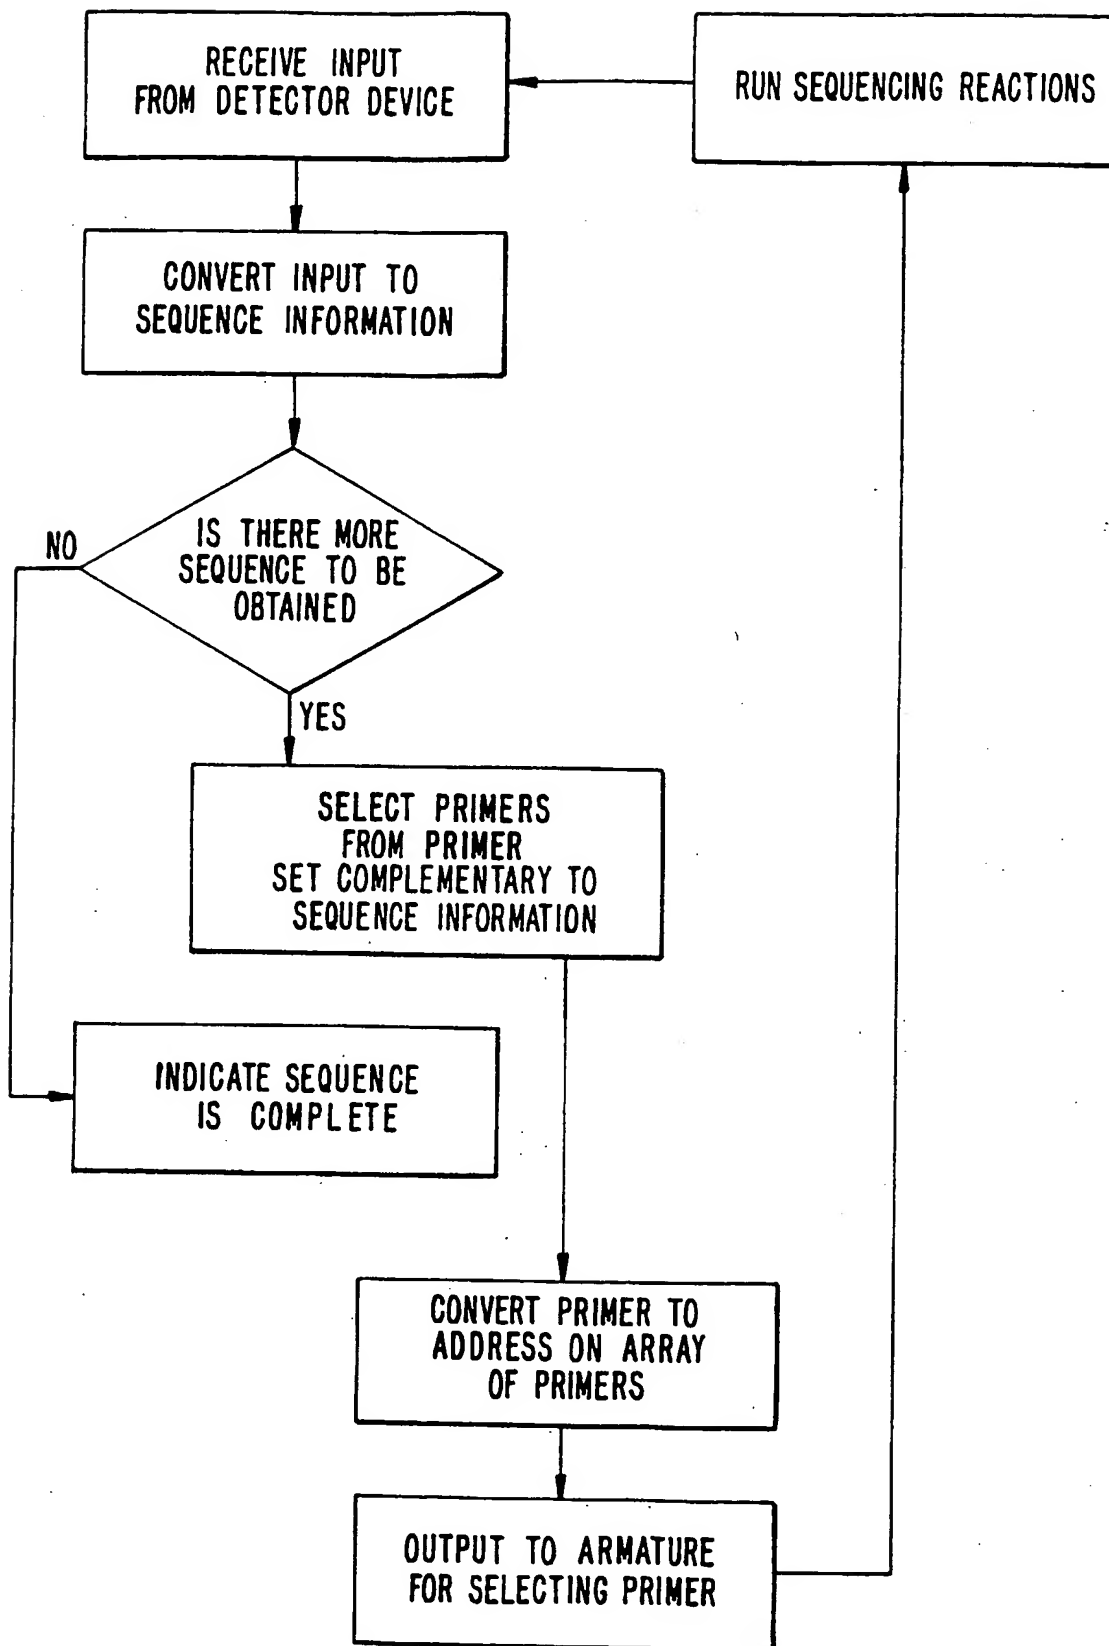 RECEIVE INPUT
FROM DETECTOR DEVICE
RUN SEQUENCING REACTIONS
CONVERT INPUT TO
SEQUENCE INFORMATION
IS THERE MORE
SEQUENCE TO BE
OBTAINED
NO
YES
SELECT PRIMERS
FROM PRIMER
SET COMPLEMENTARY TO
SEQUENCE INFORMATION
INDICATE SEQUENCE
IS COMPLETE
CONVERT PRIMER TO
ADDRESS ON ARRAY
OF PRIMERS
OUTPUT TO ARMATURE
FOR SELECTING PRIMER